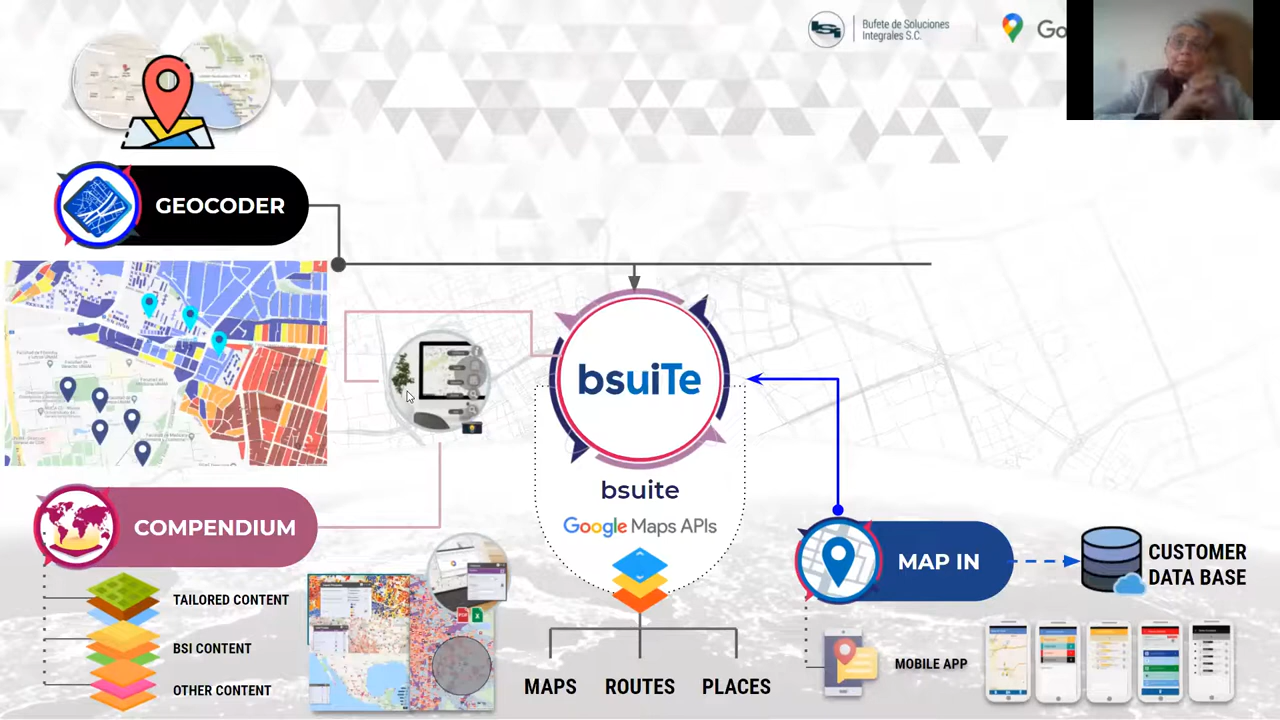 Bufete de Soluciones
Integrales S.C.
Go
GEOCODER
bsuiTe
bsuite
Google Maps APIs
COMPENDIUM
TAILORED CONTENT
BSI CONTENT
OTHER CONTENT
MAPS
ROUTES
PLACES
MAP IN
CUSTOMER
DATA BASE
MOBILE APP